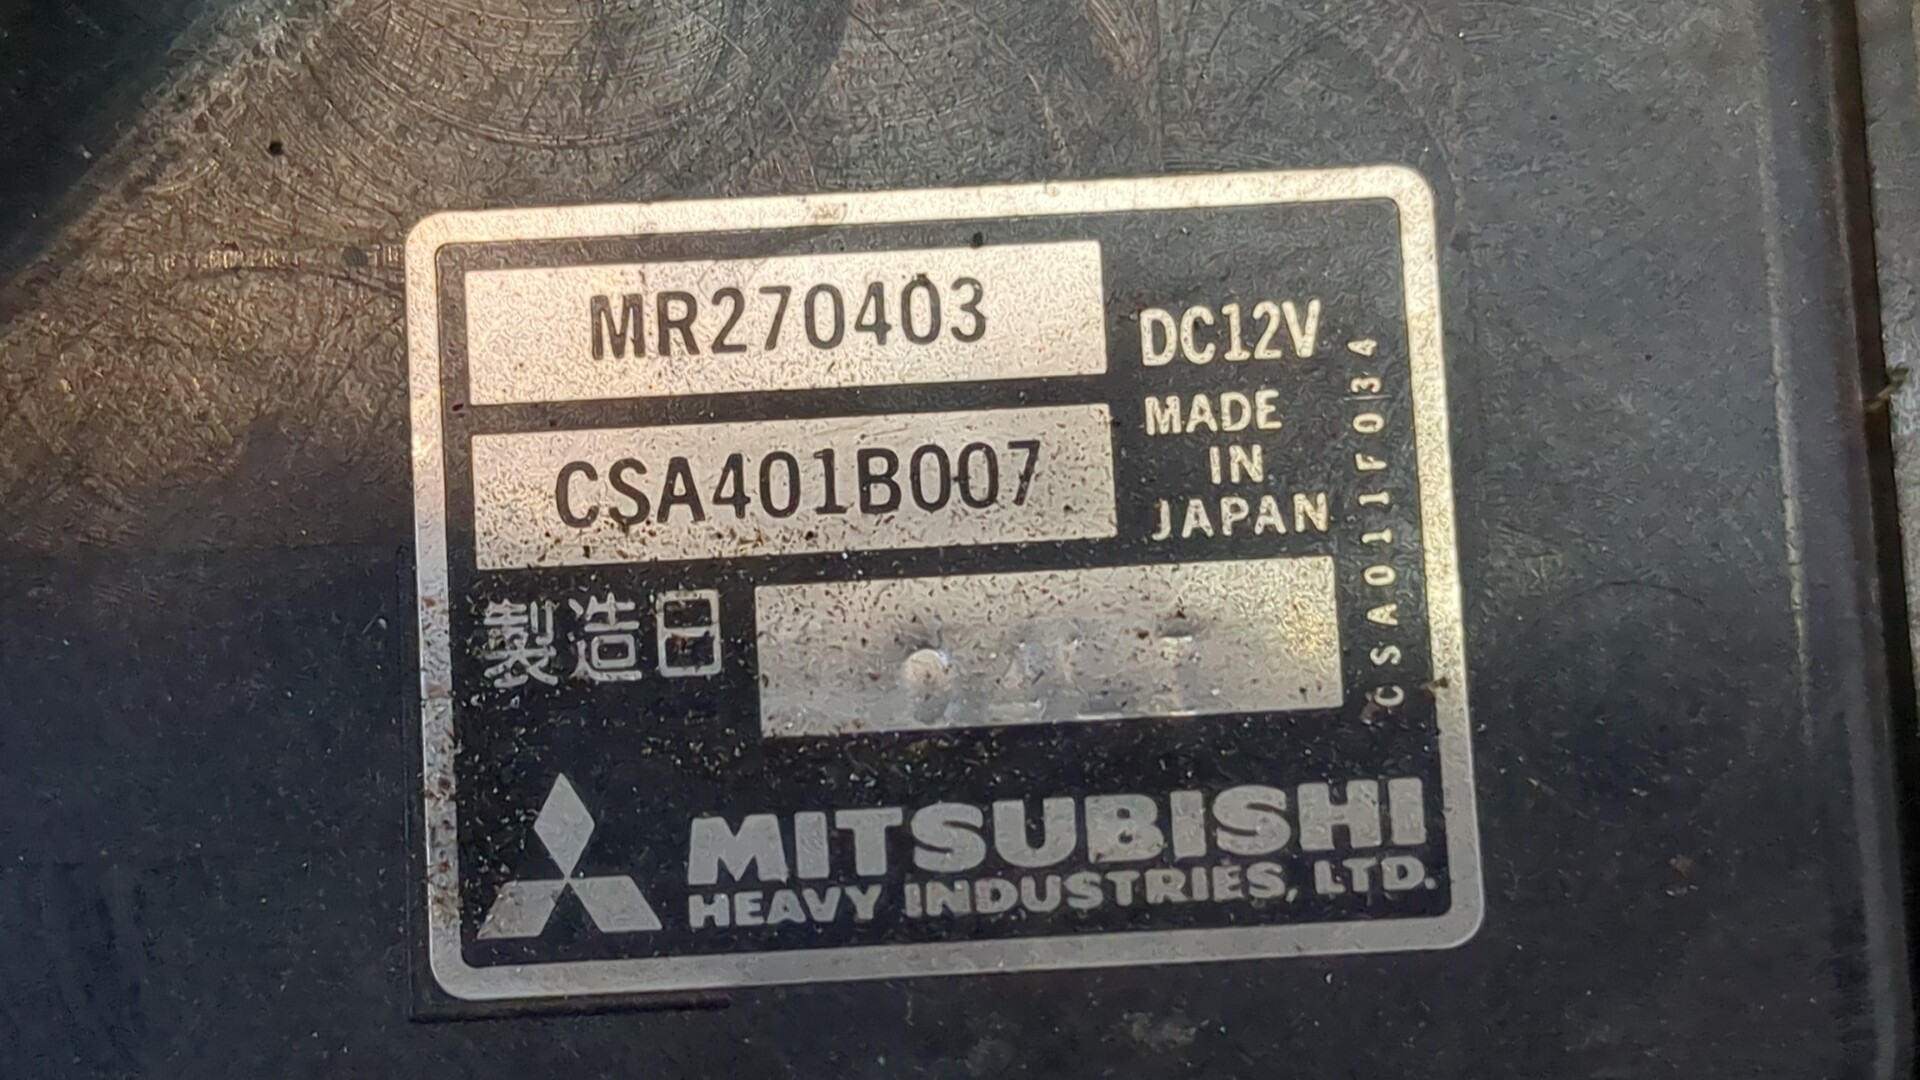 MR270403
DC12V
CSA401B007
MADE
IN
JAPAN
CSA011F034
製造日
MITSUBISHI
HEAVY INDUSTRIES, LTD.